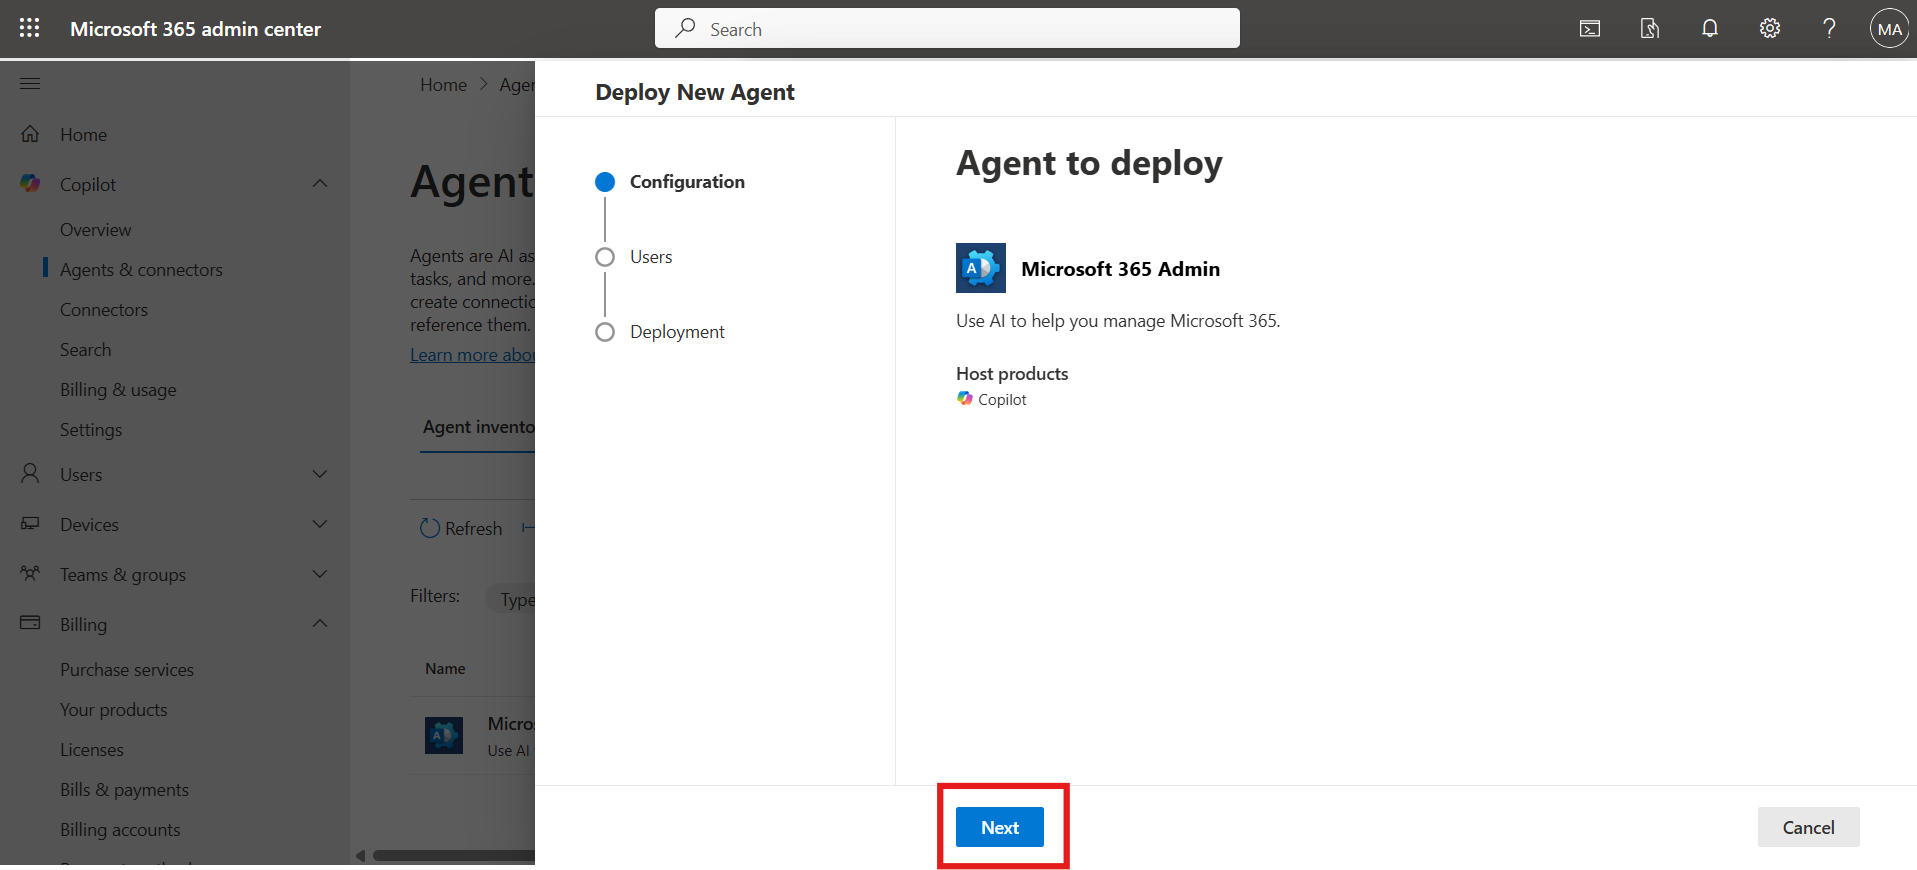 Microsoft 365 admin center
Search
MA
Home
Copilot
Overview
Agents & connectors
Connectors
Search
Billing & usage
Settings
Users
Devices
Teams & groups
Billing
Purchase services
Your products
Licenses
Bills & payments
Billing accounts
Home > Agen
Agent
Agents are AI as
tasks, and more.
create connectio
reference them.
Learn more abou
Agent invento
Refresh
Filters:
Type
Name
Micros
Use AI
Deploy New Agent
Configuration
Users
Deployment
Agent to deploy
A
Microsoft 365 Admin
Use AI to help you manage Microsoft 365.
Host products
Copilot
Next
Cancel